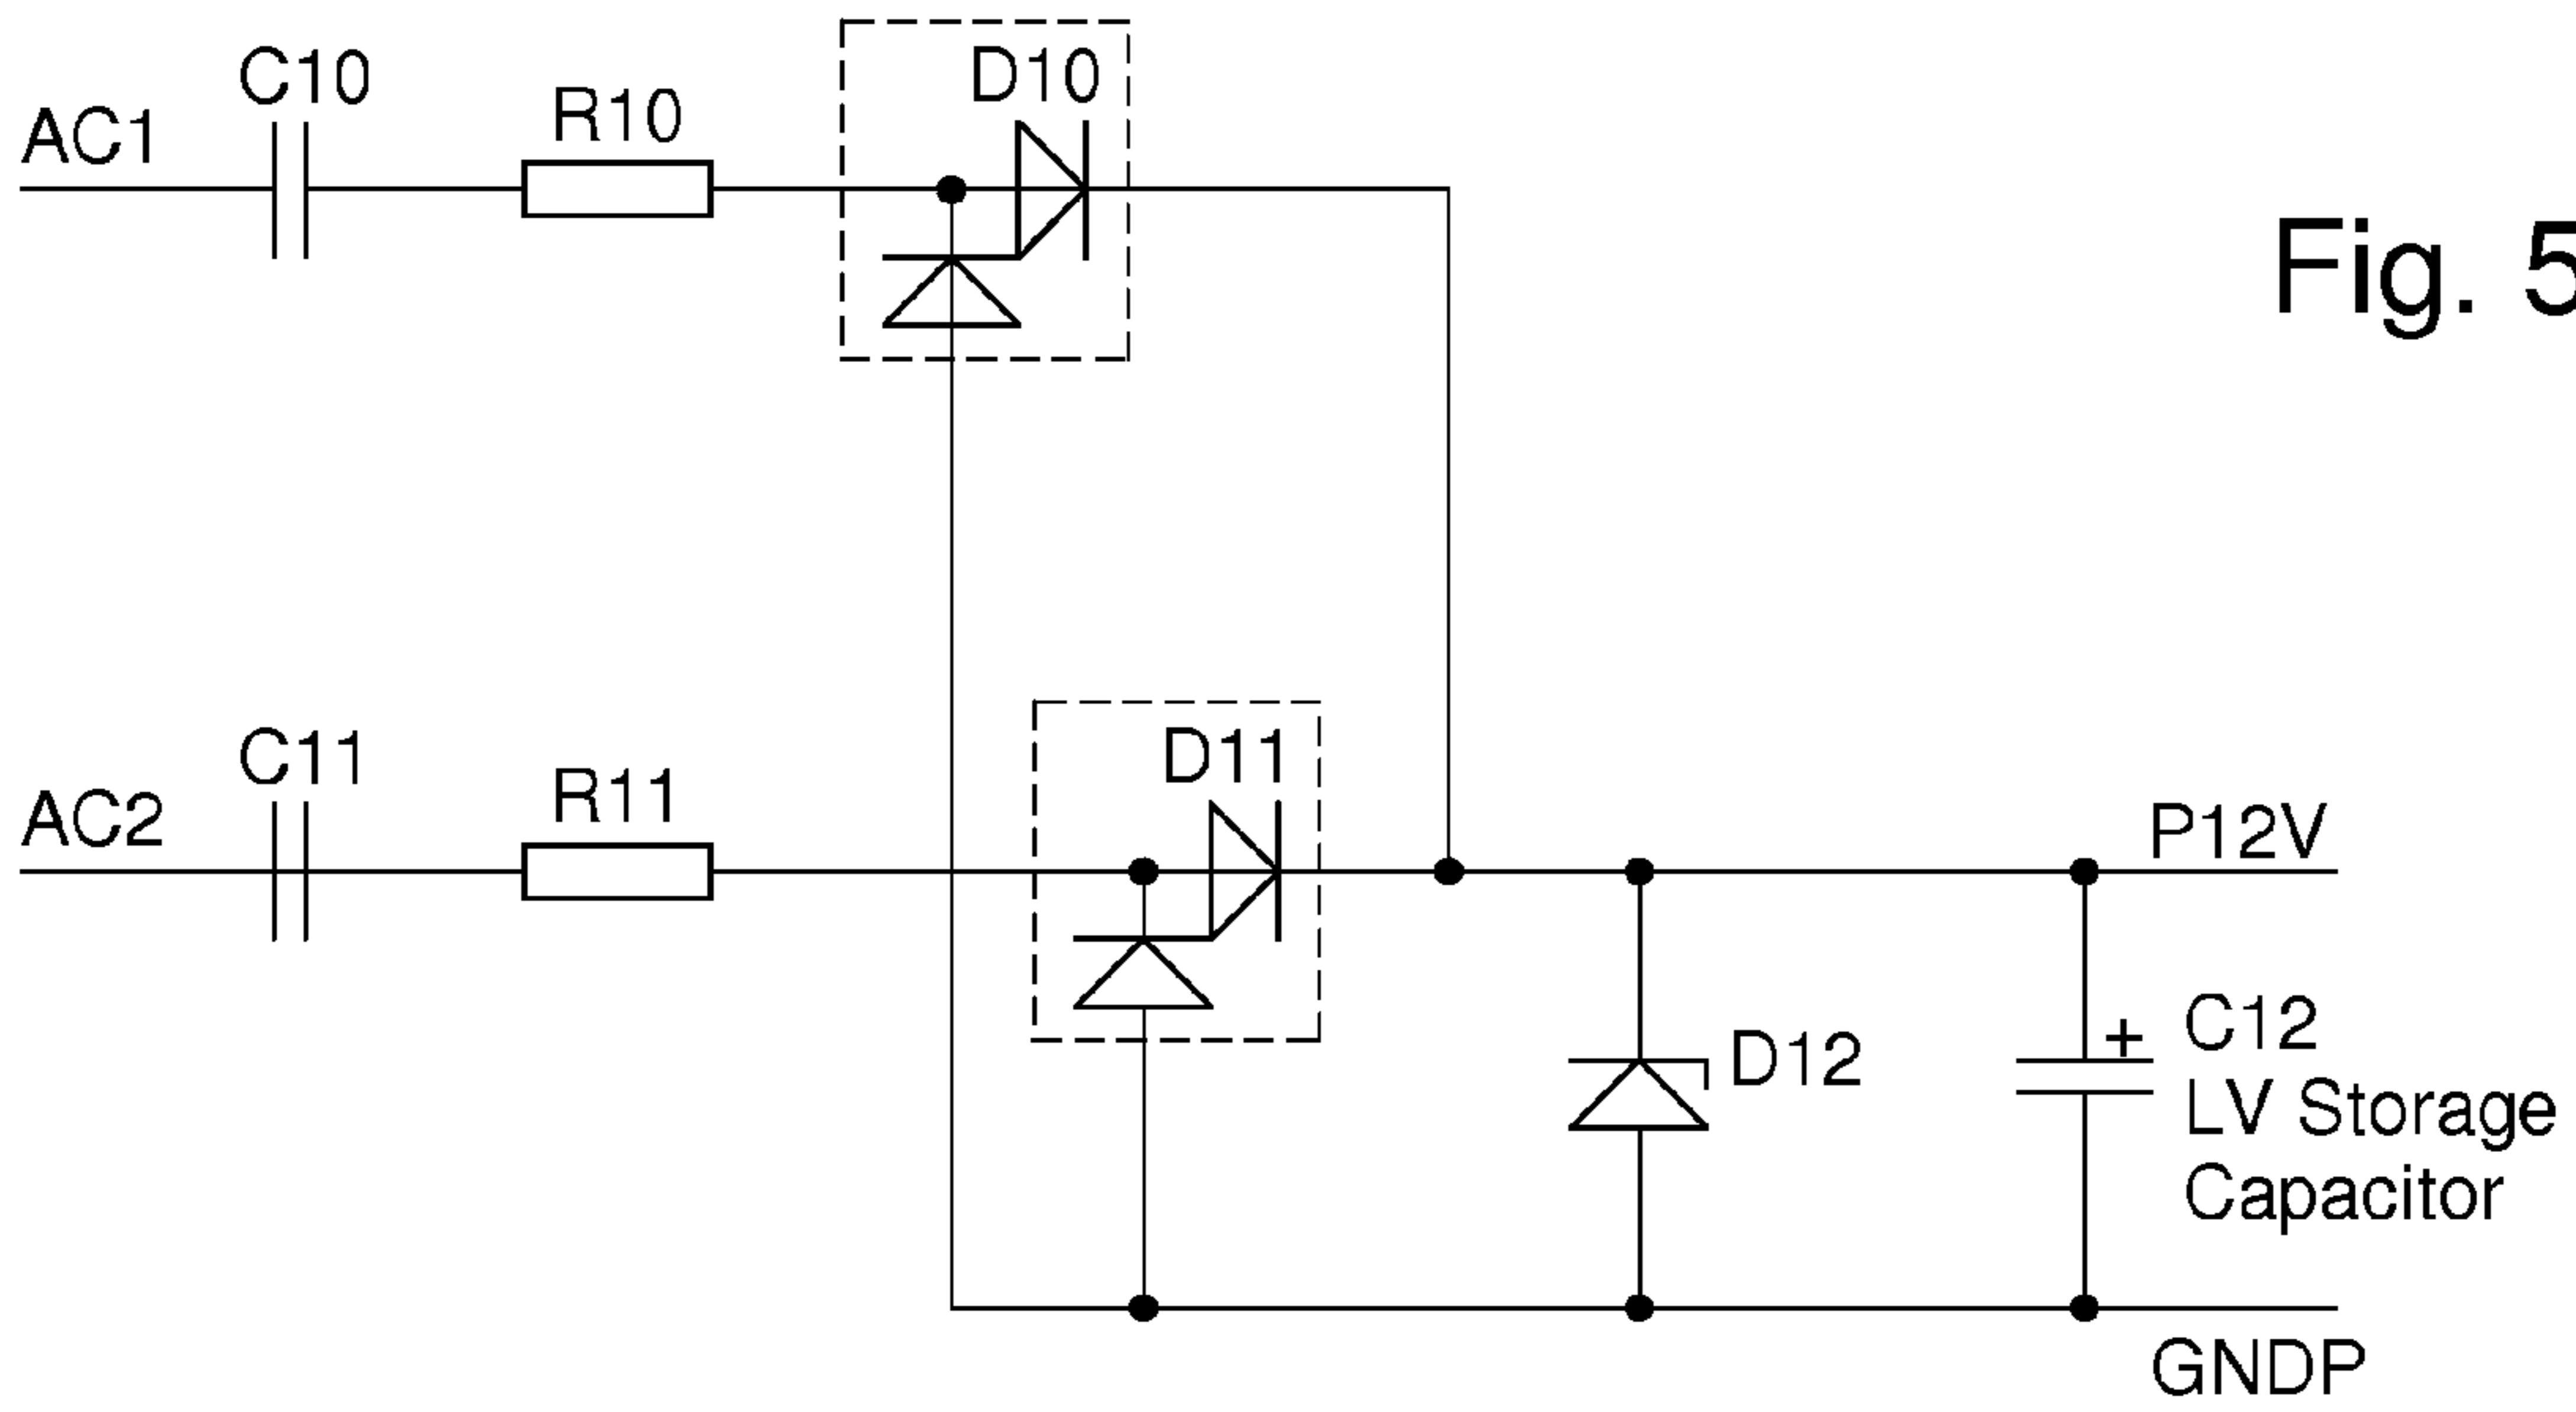 C10
D10
R10
AC1
Fig. 5
C11
D11
R11
AC2
P12V
+
C12
D12
LV Storage
Capacitor
GNDP